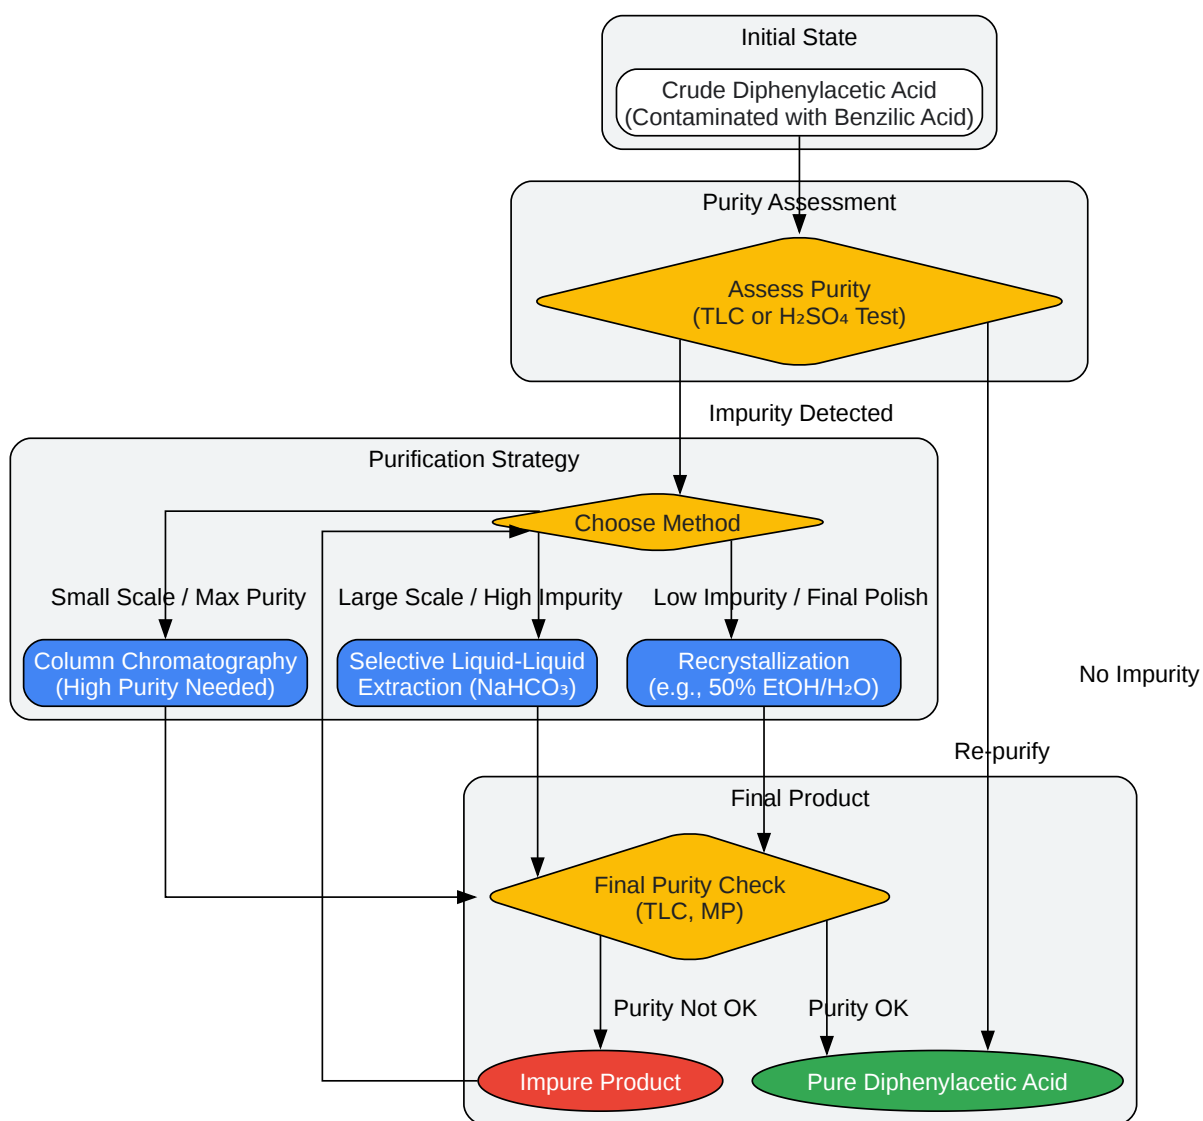 Initial State
Crude Diphenylacetic Acid
(Contaminated with Benzilic Acid)
Purity Assessment
Assess Purity
(TLC or H₂SO₄ Test)
Impurity Detected
Purification Strategy
Choose Method
Small Scale / Max Purity
Large Scale / High Impurity
Low Impurity / Final Polish
Column Chromatography
(High Purity Needed)
Selective Liquid-Liquid
Extraction (NaHCO₃)
Recrystallization
(e.g., 50% EtOH/H₂O)
No Impurity
Re-purify
Final Product
Final Purity Check
(TLC, MP)
Purity Not OK
Purity OK
Impure Product
Pure Diphenylacetic Acid